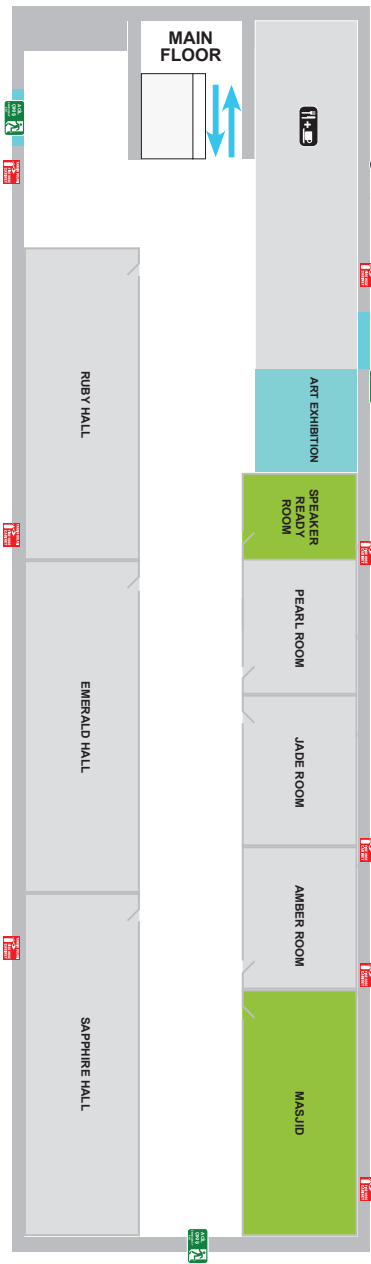 MAIN
FLOOR
ART EXHIBITION
RUBY HALL
SPEAKER
READY
ROOM
PEARL ROOM
EMERALD HALL
JADE ROOM
AMBER ROOM
SAPPHIRE HALL
MASJID